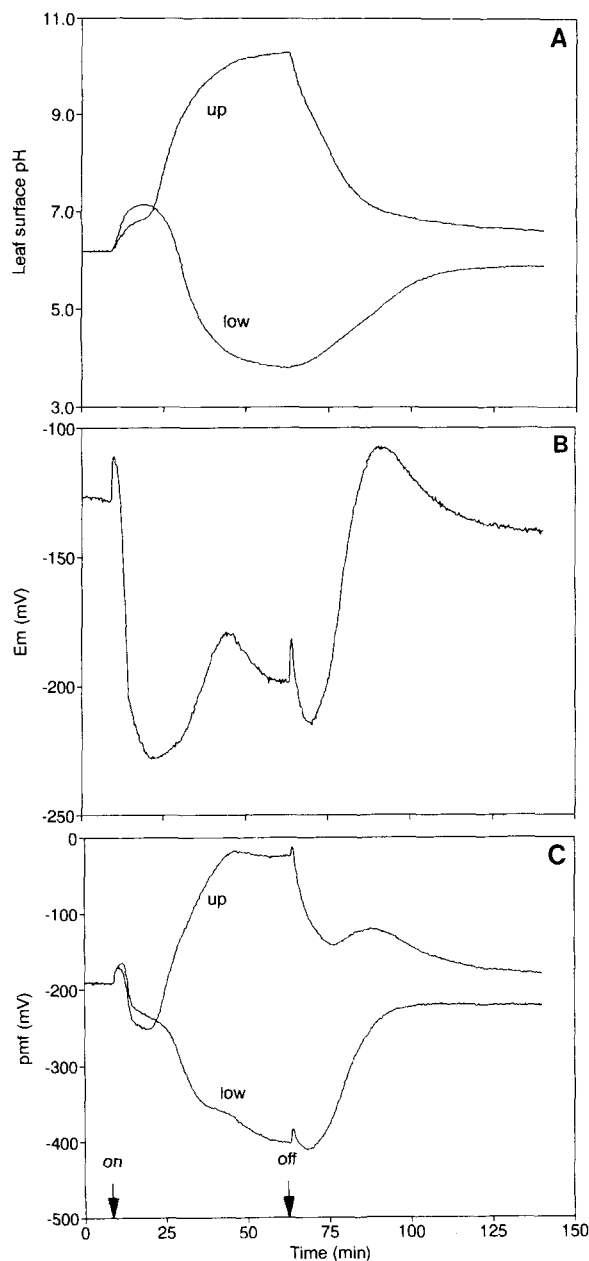 11.0
A
up
9.0
Leaf surface pH
7.0
5.0
low
3.0
-100
B
-150
Em (mV)
-200
-250
0
C
up
-100
-200
pmf (mV)
-300
low
-400
on
off
-500
0 25 50 75 100 125 150
Time (min)